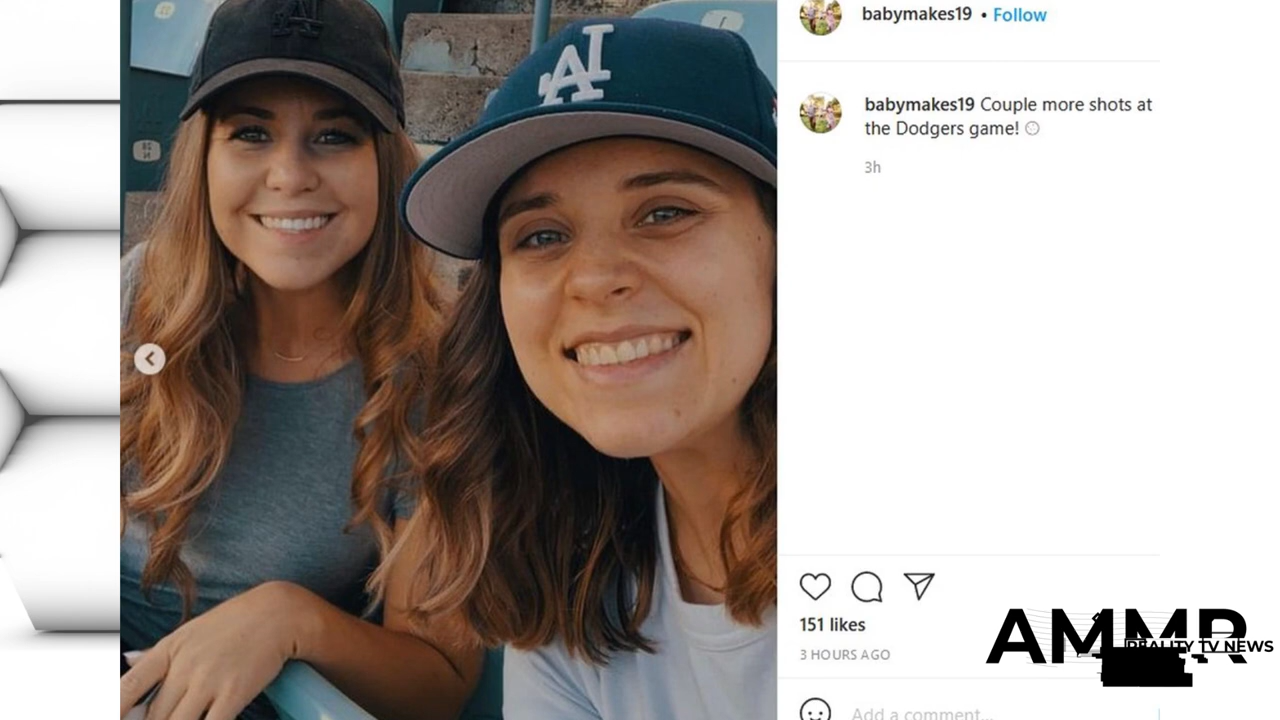 babymakes19 • Follow
babymakes19 Couple more shots at
the Dodgers game!
3h
151 likes
3 HOURS AGO
AMMR
REALITY TV NEWS
Add a comment...